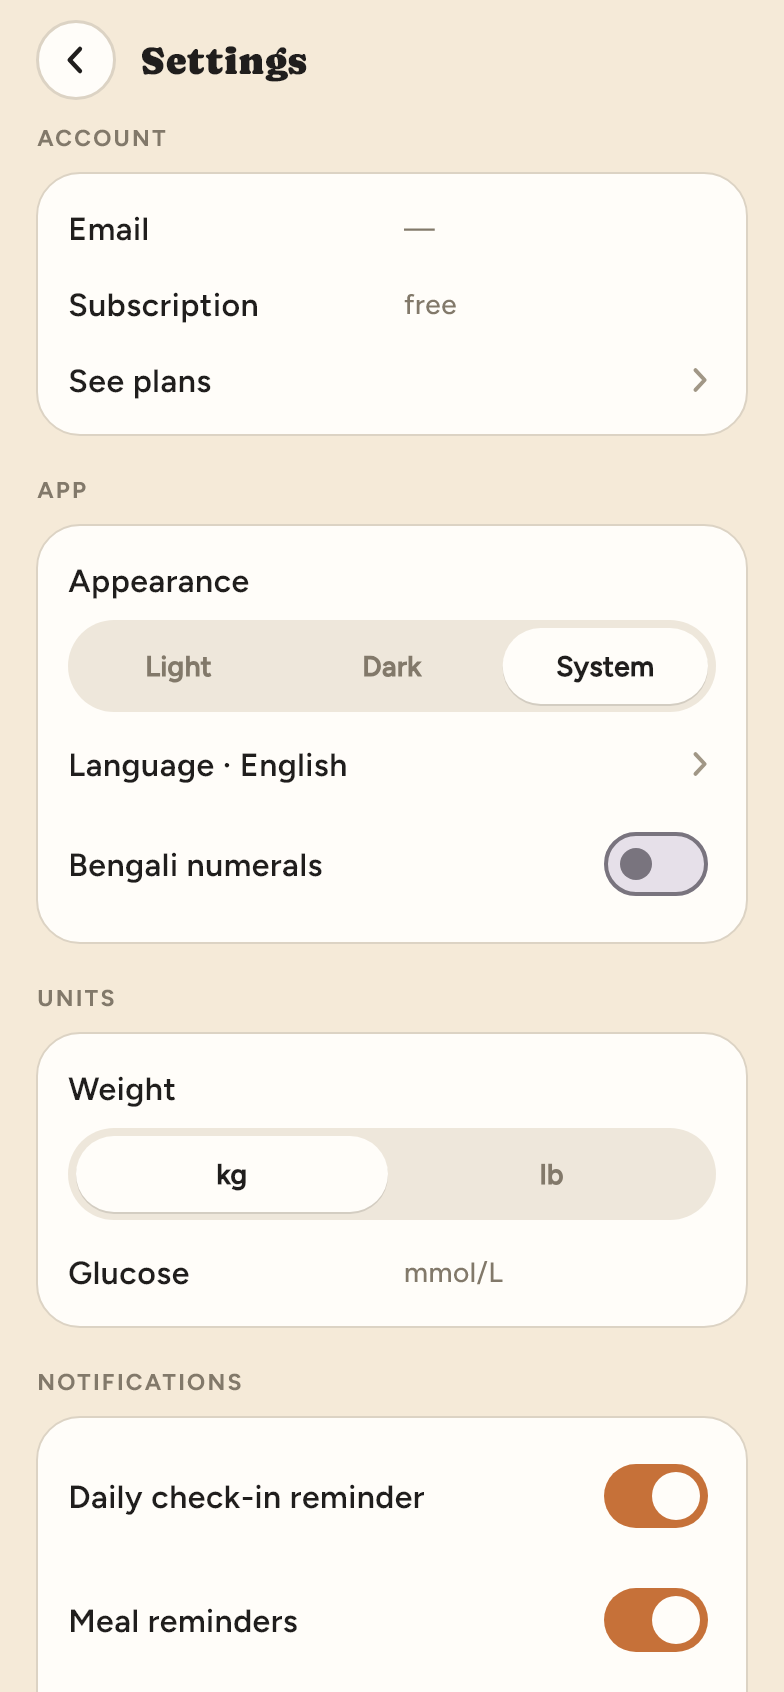 Settings
ACCOUNT
Email —
Subscription free
See plans
APP
Appearance
Light Dark System
Language · English
Bengali numerals
UNITS
Weight
kg lb
Glucose mmol/L
NOTIFICATIONS
Daily check-in reminder
Meal reminders